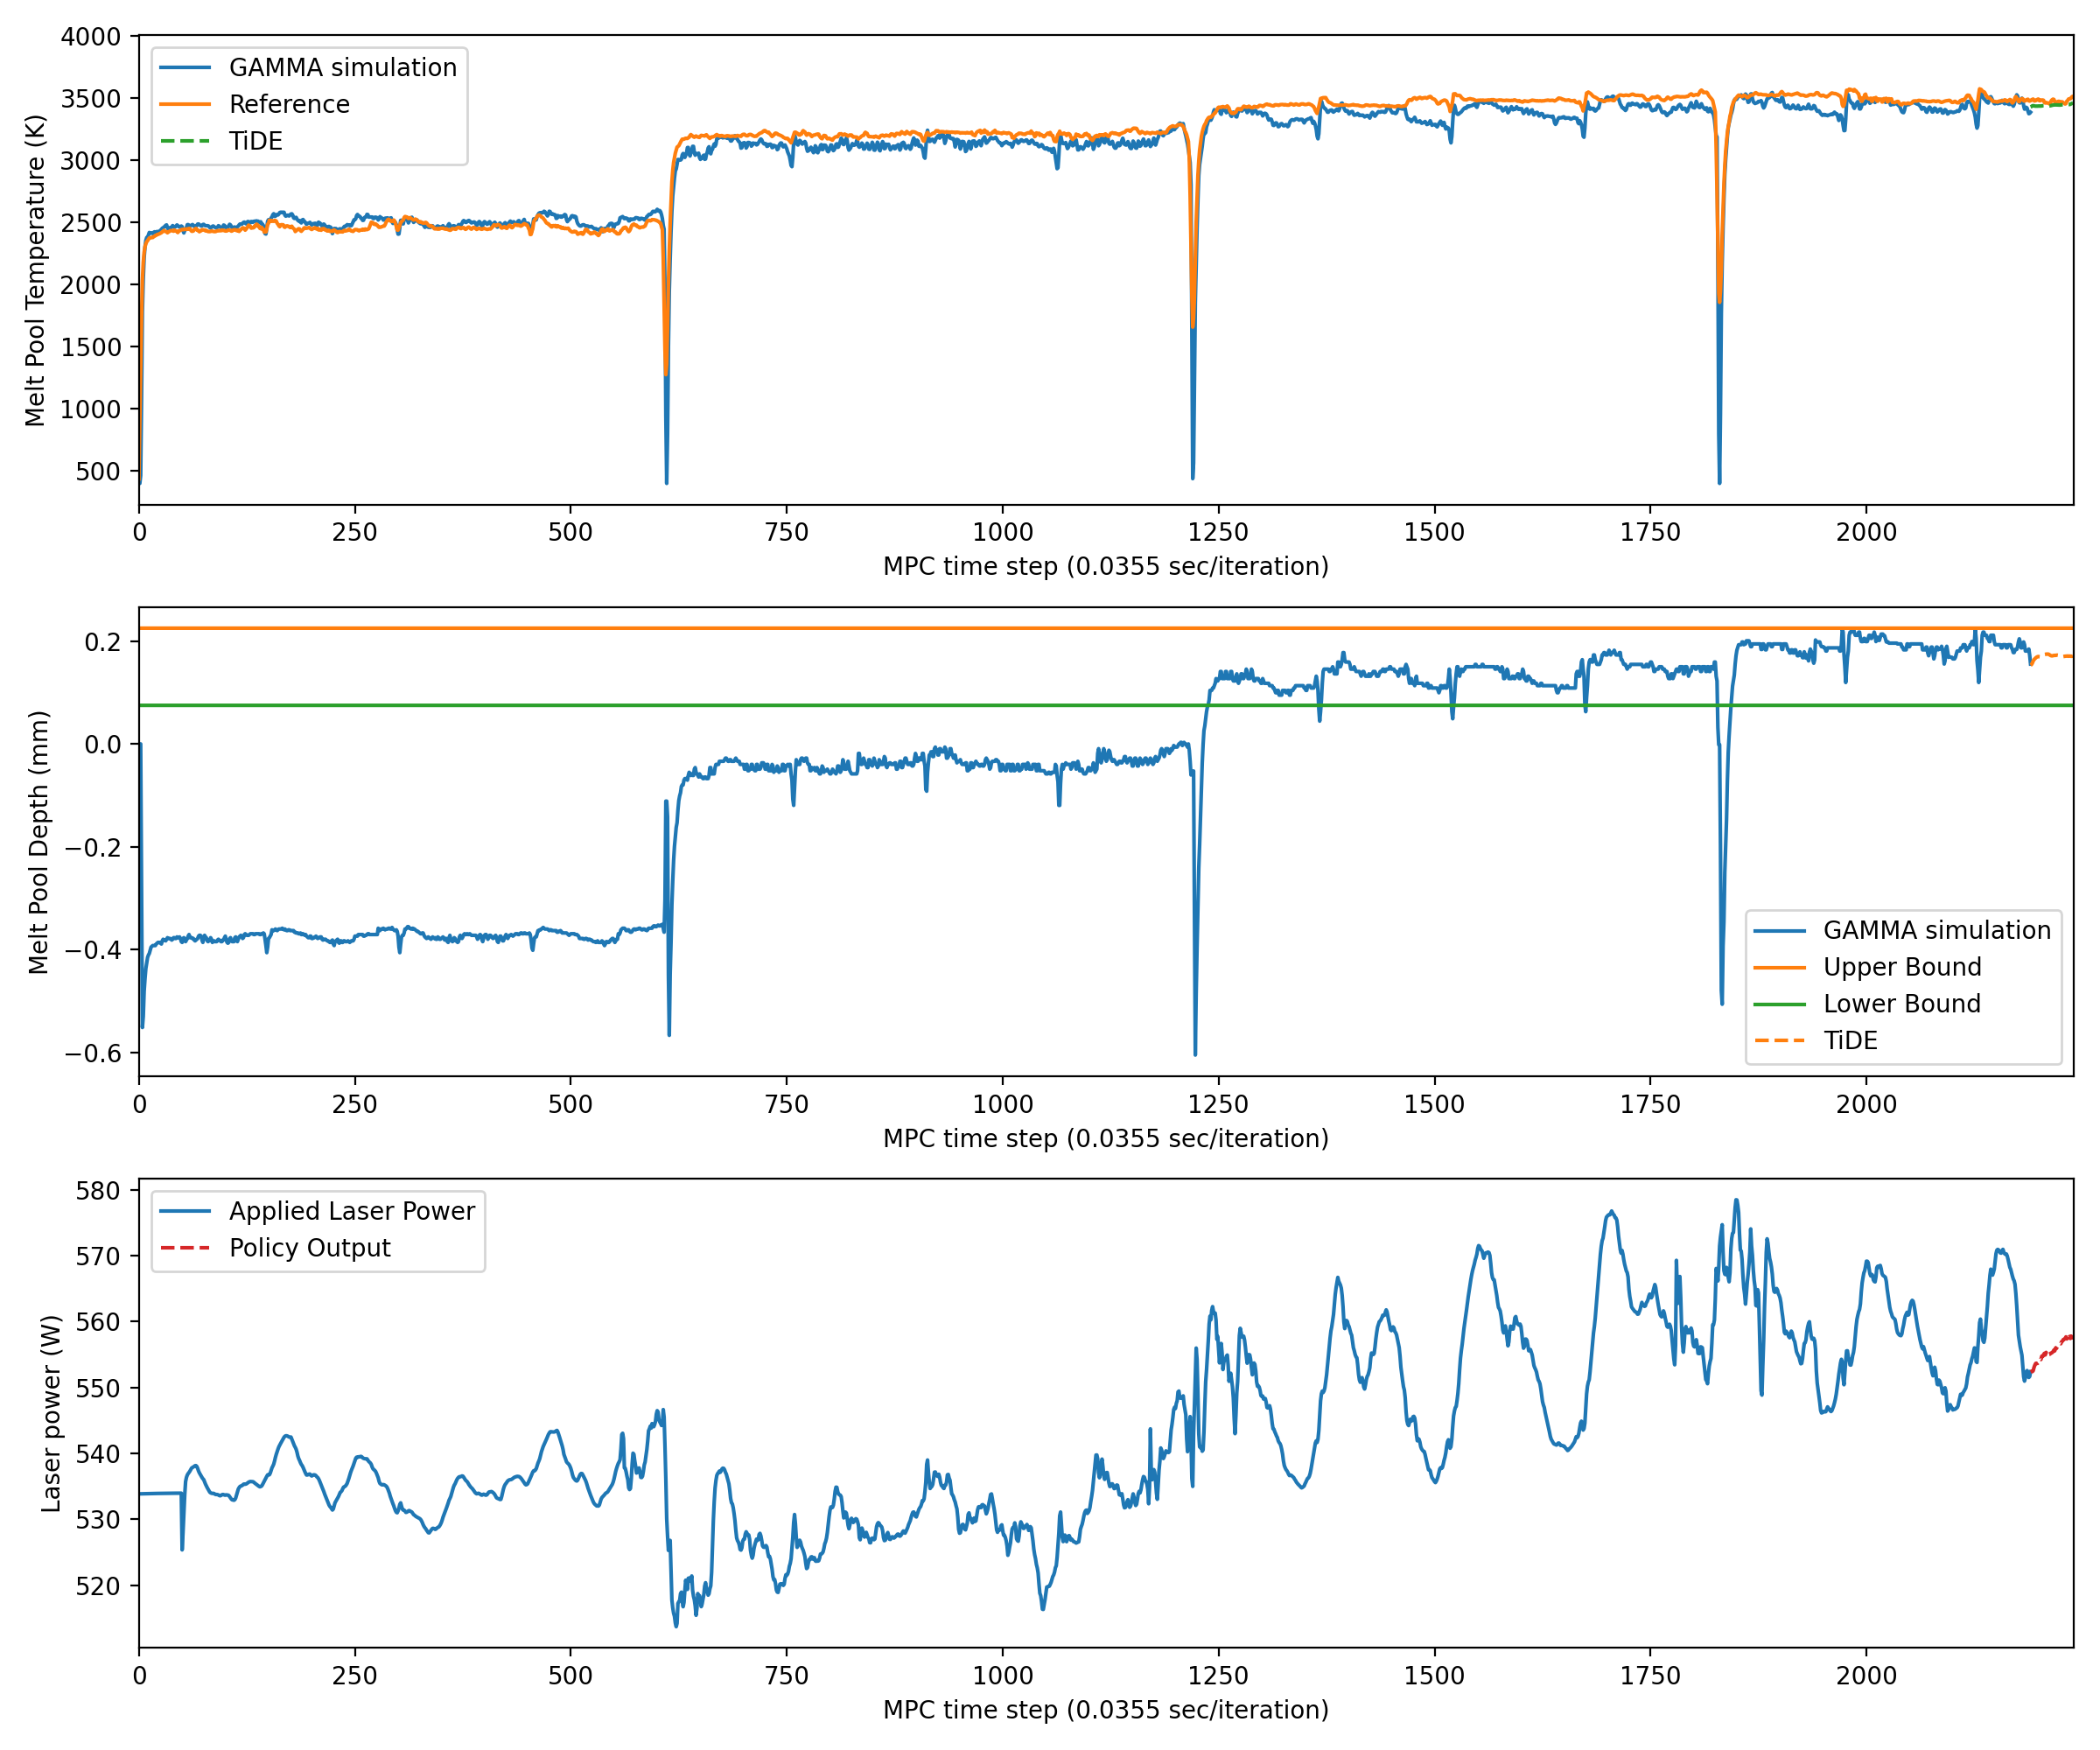 4000
3500
3000
2500
2000
1500
1000
500
Melt Pool Temperature (K)
GAMMA simulation
Reference
TiDE
0 250 500 750 1000 1250 1500 1750 2000
MPC time step (0.0355 sec/iteration)
0.2
0.0
−0.2
−0.4
−0.6
Melt Pool Depth (mm)
GAMMA simulation
Upper Bound
Lower Bound
TiDE
0 250 500 750 1000 1250 1500 1750 2000
MPC time step (0.0355 sec/iteration)
580
570
560
550
540
530
520
Laser power (W)
Applied Laser Power
Policy Output
0 250 500 750 1000 1250 1500 1750 2000
MPC time step (0.0355 sec/iteration)